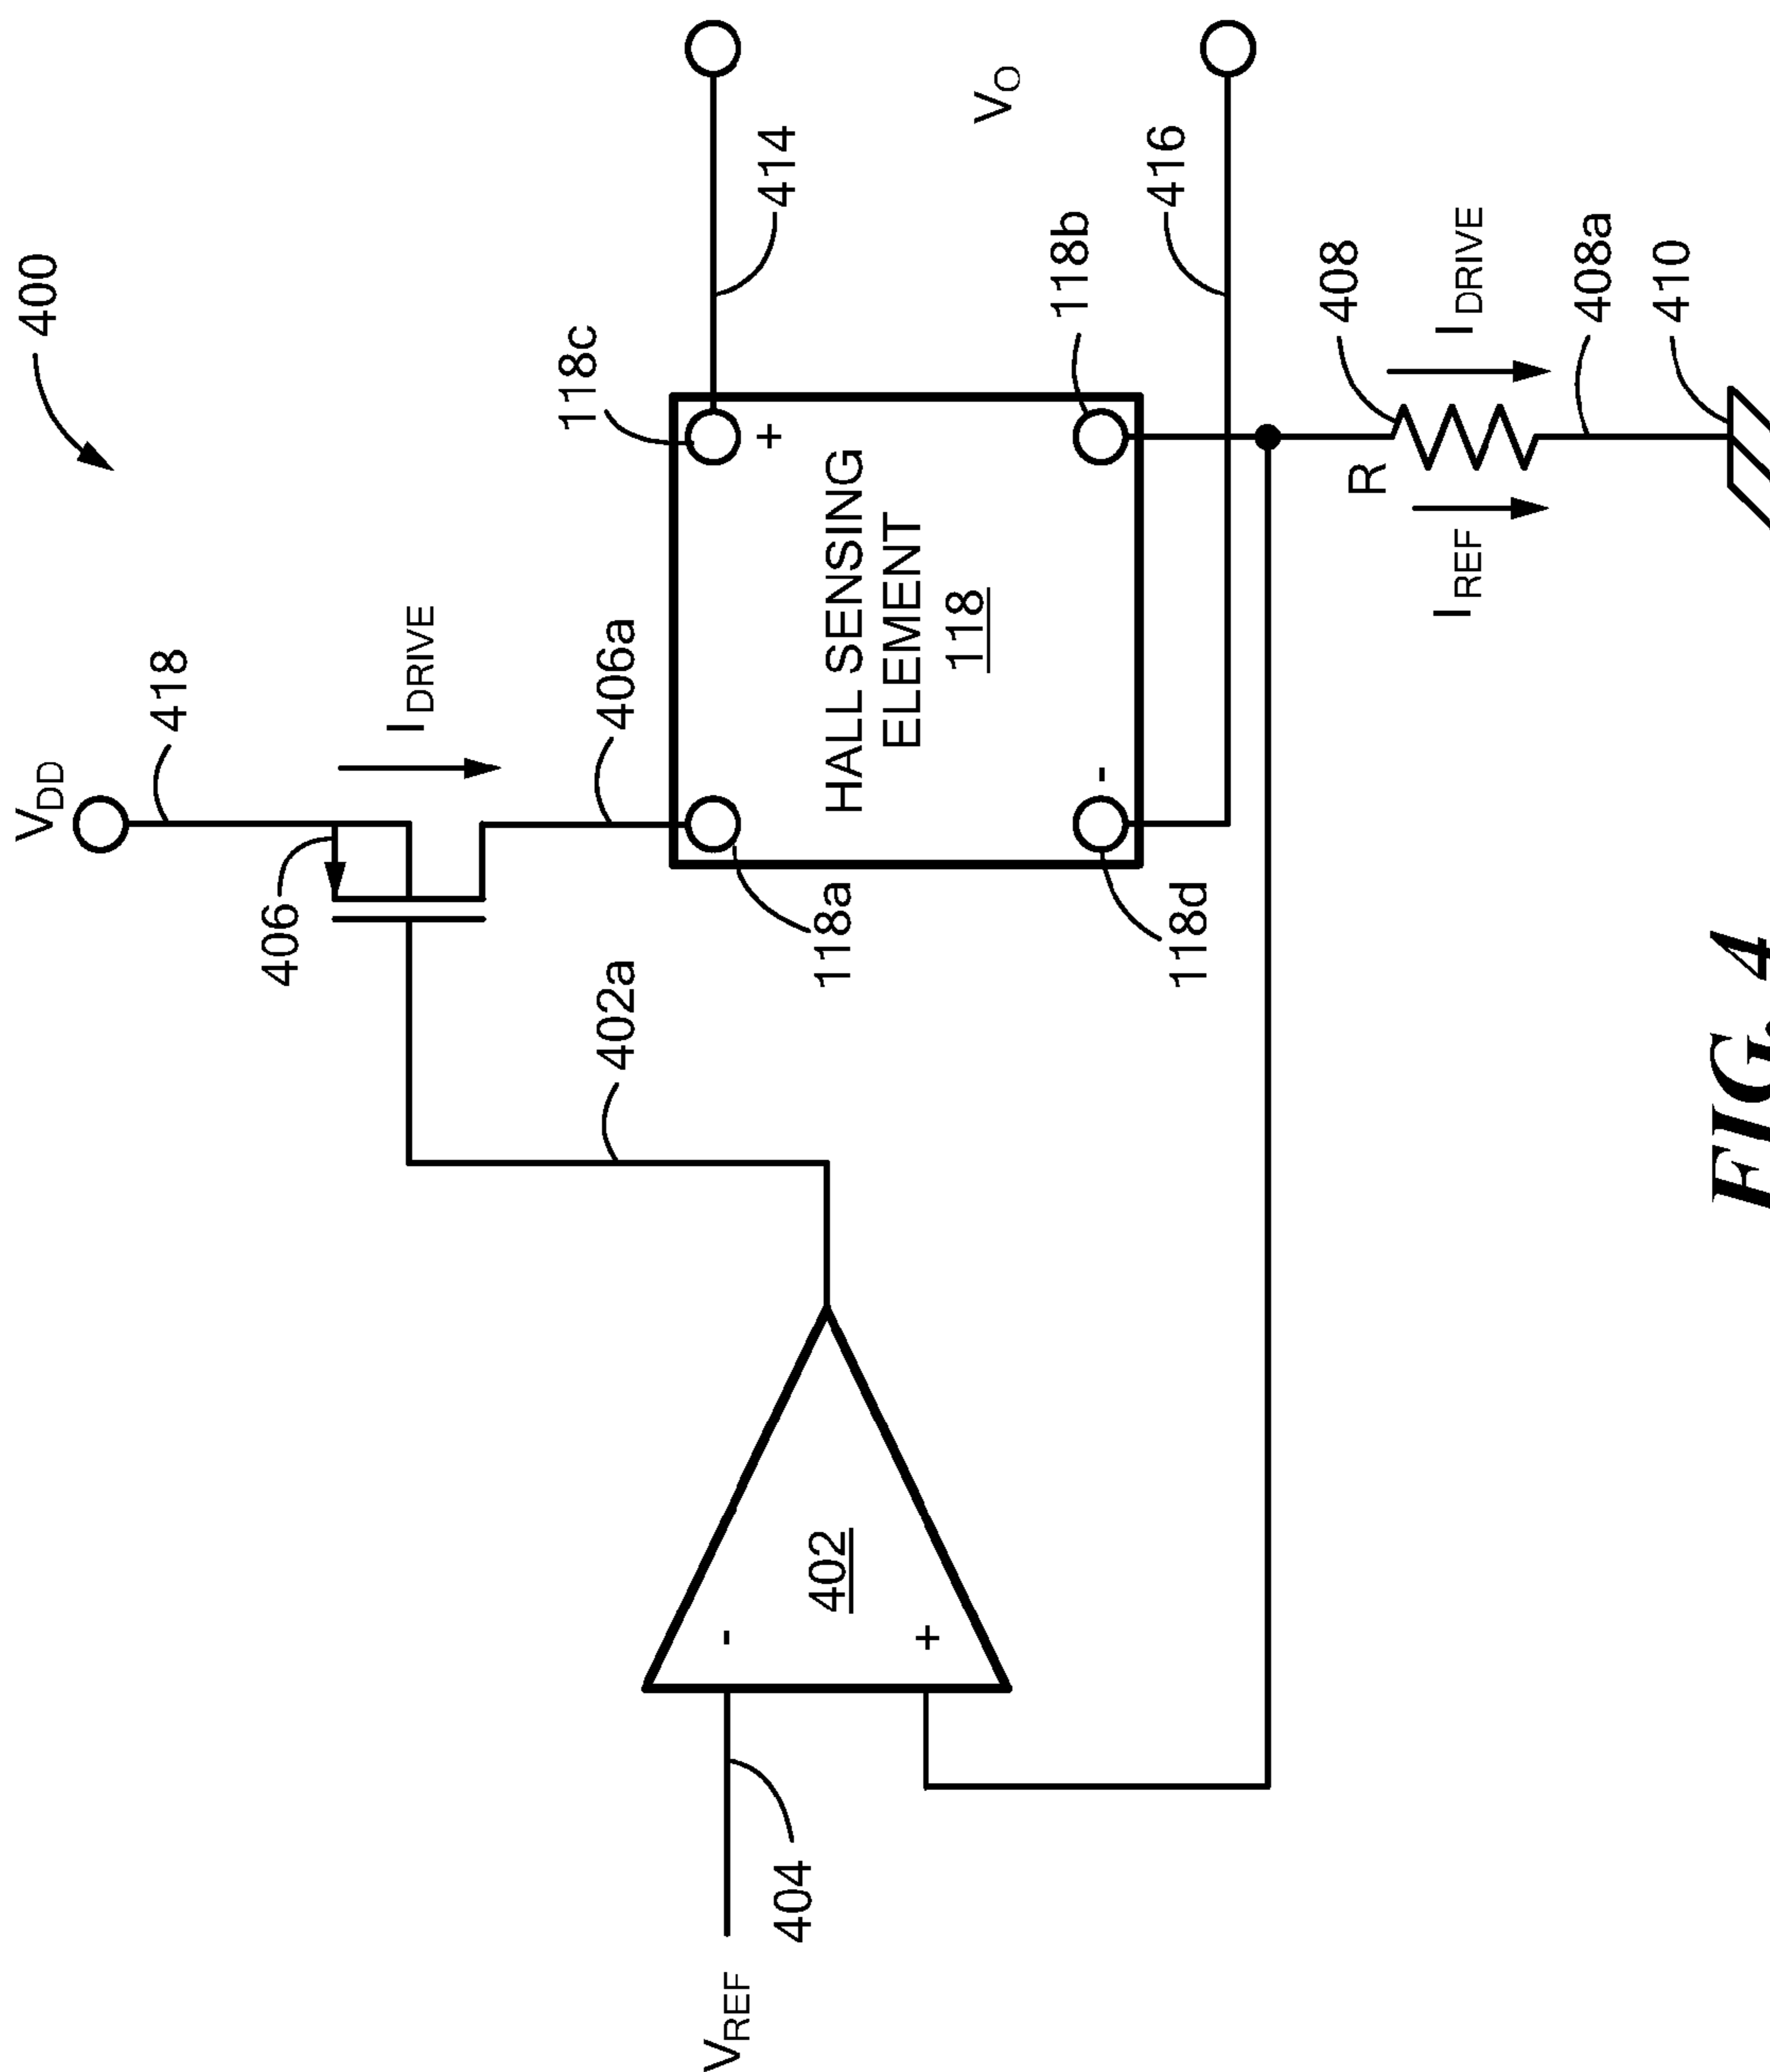 400
V_DD
418
I_DRIVE
406
406a
402a
118a
118c
+
HALL SENSING
ELEMENT
118
-
118d
118b
414
V_O
416
V_REF
404
-
402
+
R
408
I_REF
I_DRIVE
408a
410
FIG. 4